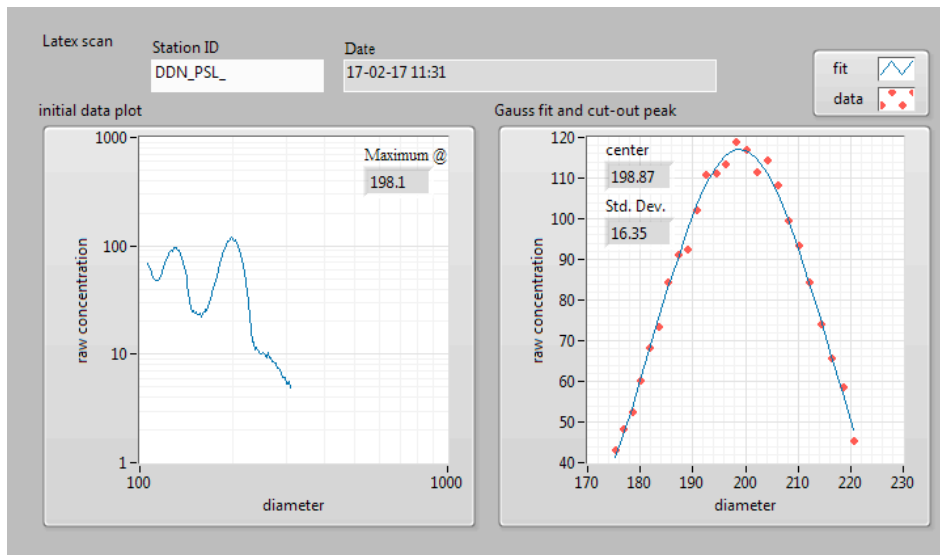 Latex scan
Station ID
Date
DDN_PSL_
17-02-17 11:31
fit
data
initial data plot
Maximum @
198.1
1000
100
10
1
raw concentration
100
1000
diameter
Gauss fit and cut-out peak
center
198.87
Std. Dev.
16.35
120
110
100
90
80
70
60
50
40
raw concentration
170 180 190 200 210 220 230
diameter